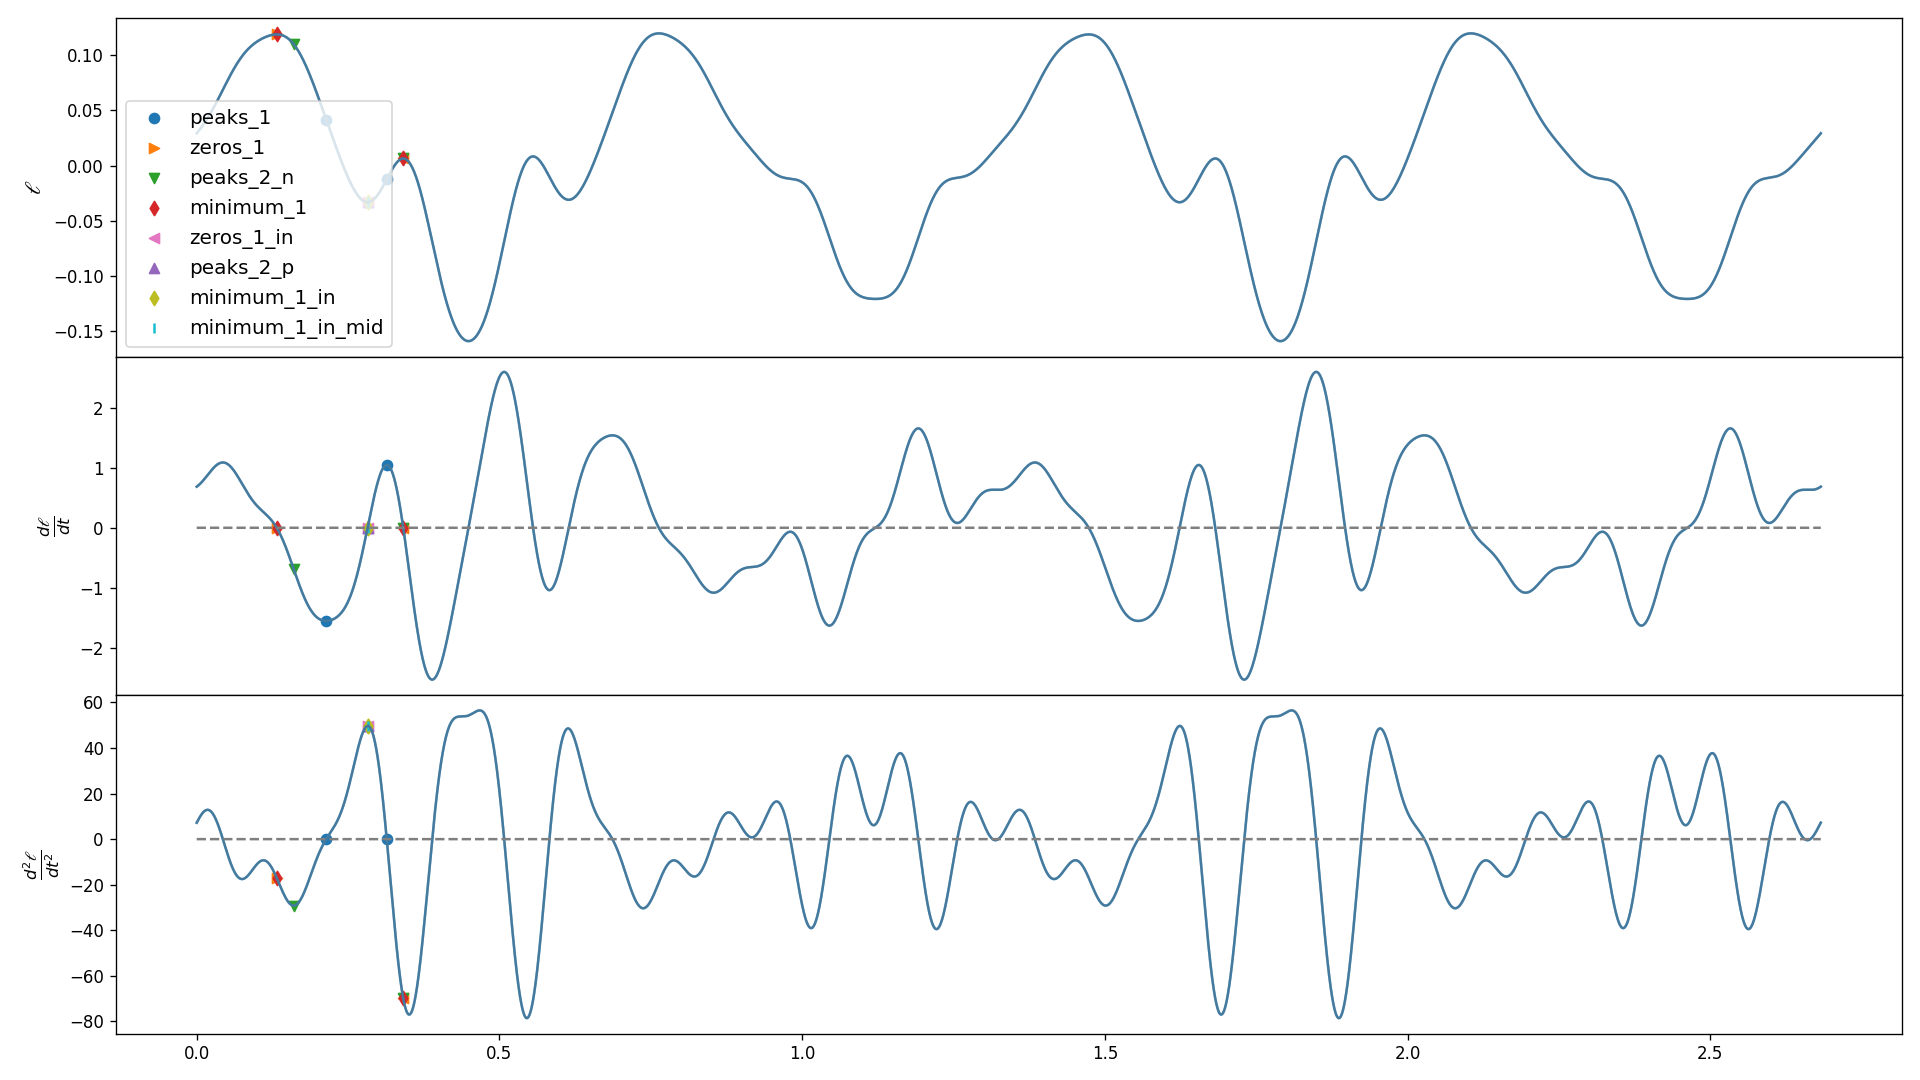 0.10
0.05
0.00
−0.05
−0.10
−0.15
ℓ
peaks_1
zeros_1
peaks_2_n
minimum_1
zeros_1_in
peaks_2_p
minimum_1_in
minimum_1_in_mid
2
1
0
−1
−2
dℓ
dt
60
40
20
0
−20
−40
−60
−80
d²ℓ
dt²
0.0 0.5 1.0 1.5 2.0 2.5